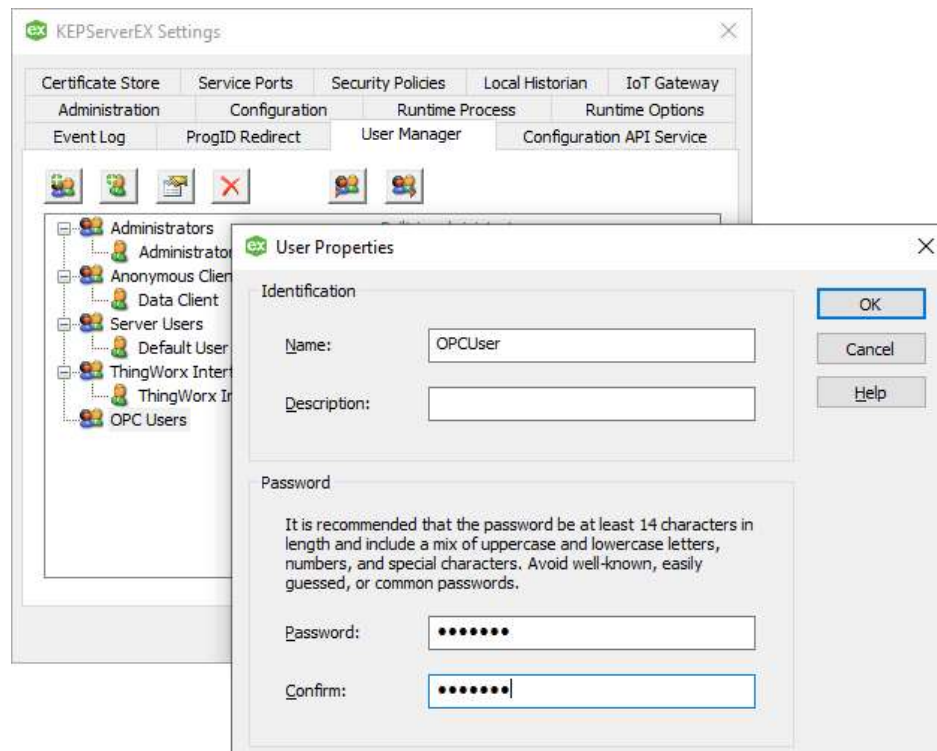 KEPServerEX Settings
Certificate Store Service Ports Security Policies Local Historian IoT Gateway
Administration Configuration Runtime Process Runtime Options
Event Log ProgID Redirect User Manager Configuration API Service
Administrators
Administrator
Anonymous Clien
Data Client
Server Users
Default User
ThingWorx Interf
ThingWorx In
OPC Users
User Properties
Identification
Name: OPCUser
Description:
OK
Cancel
Help
Password
It is recommended that the password be at least 14 characters in
length and include a mix of uppercase and lowercase letters,
numbers, and special characters. Avoid well-known, easily
guessed, or common passwords.
Password: •••••••
Confirm: •••••••